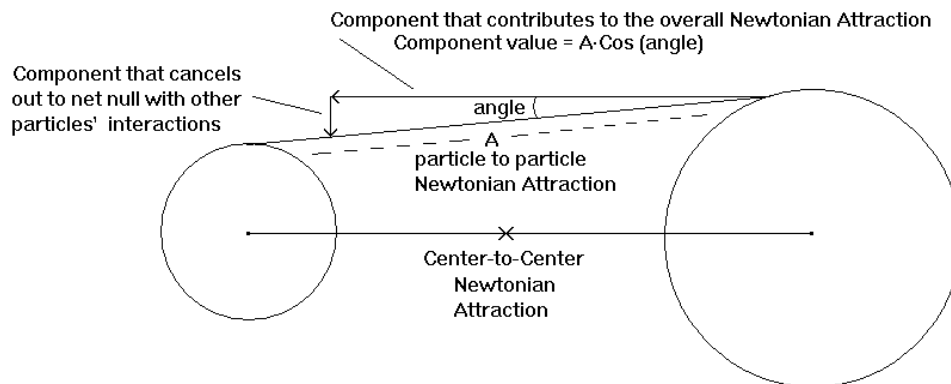 Component that contributes to the overall Newtonian Attraction
Component value = A·Cos (angle)
Component that cancels
out to net null with other
particles' interactions
angle
A
particle to particle
Newtonian Attraction
Center-to-Center
Newtonian
Attraction